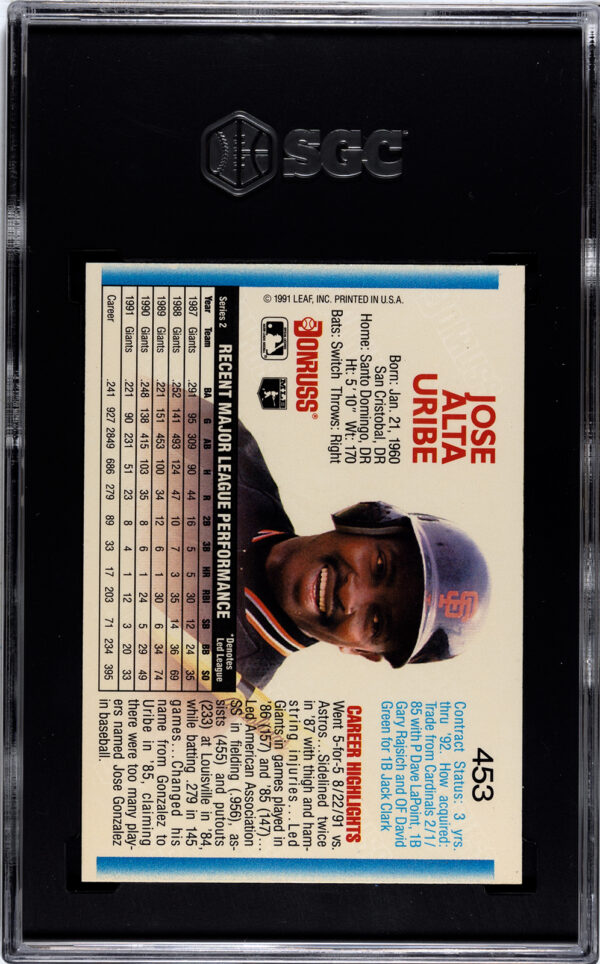 SGC
453
JOSE
ALTA
URIBE
Born: Jan. 21, 1960
San Cristobal, DR
Home: Santo Domingo, DR
Ht: 5'10" Wt: 170
Bats: Switch Throws: Right
DONRUSS®
MLBPA
© 1991 LEAF, INC. PRINTED IN U.S.A.
Contract Status: 3 yrs.
thru '92. How acquired:
Trade from Cardinals 2/1/
85 with P Dave LaPoint, 1B
Gary Rajsich and OF David
Green for 1B Jack Clark
CAREER HIGHLIGHTS
Went 5-for-5 8/22/91 vs.
Astros...Sidelined twice
in '87 with thigh and ham-
string injuries...Led
Giants in games played in
'86 (157) and '85 (147)...
Led American Association
SS' in fielding (.956), as-
sists (455) and putouts
(233) at Louisville in '84,
while batting .279 in 145
games...Changed his
name from Gonzalez to
Uribe in '85, claiming
there were too many play-
ers named Jose Gonzalez
in baseball.
Series 2 RECENT MAJOR LEAGUE PERFORMANCE *Denotes Led League
Year Team BA G AB H R 2B 3B HR RBI SB BB SO
1987 Giants .291 95 309 90 44 16 5 5 30 12 24 35
1988 Giants .252 141 493 124 47 10 7 3 35 14 36 69
1989 Giants .221 151 453 100 34 12 6 1 30 6 34 74
1990 Giants .248 138 415 103 35 8 6 1 24 5 29 49
1991 Giants .221 90 231 51 23 8 4 1 12 3 20 33
Career .241 927 2849 686 279 89 33 17 203 71 234 395